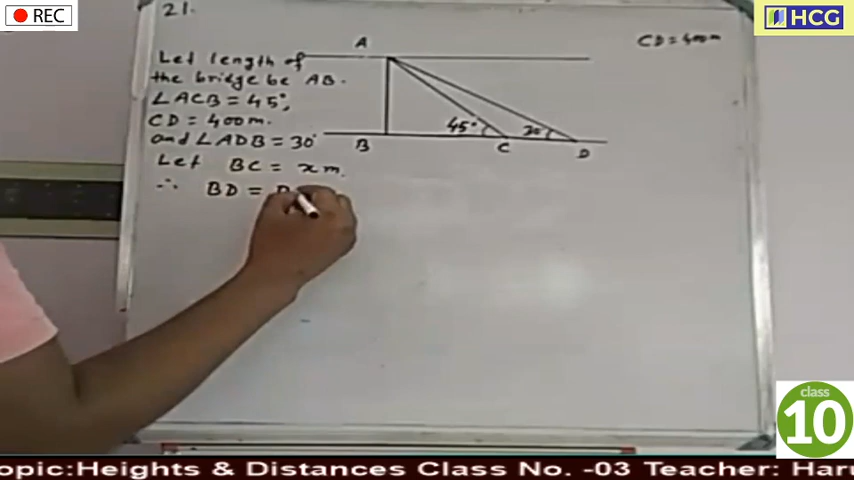 REC
HCG
21.
CD = 400m
Let length of
the bridge be AB.
∠ACB = 45°,
CD = 400m.
and ∠ADB = 30°
Let BC = x m.
∴ BD = B
A
45°
30
B
C
D
class
10
opic:Heights & Distances Class No. -03 Teacher: Haru